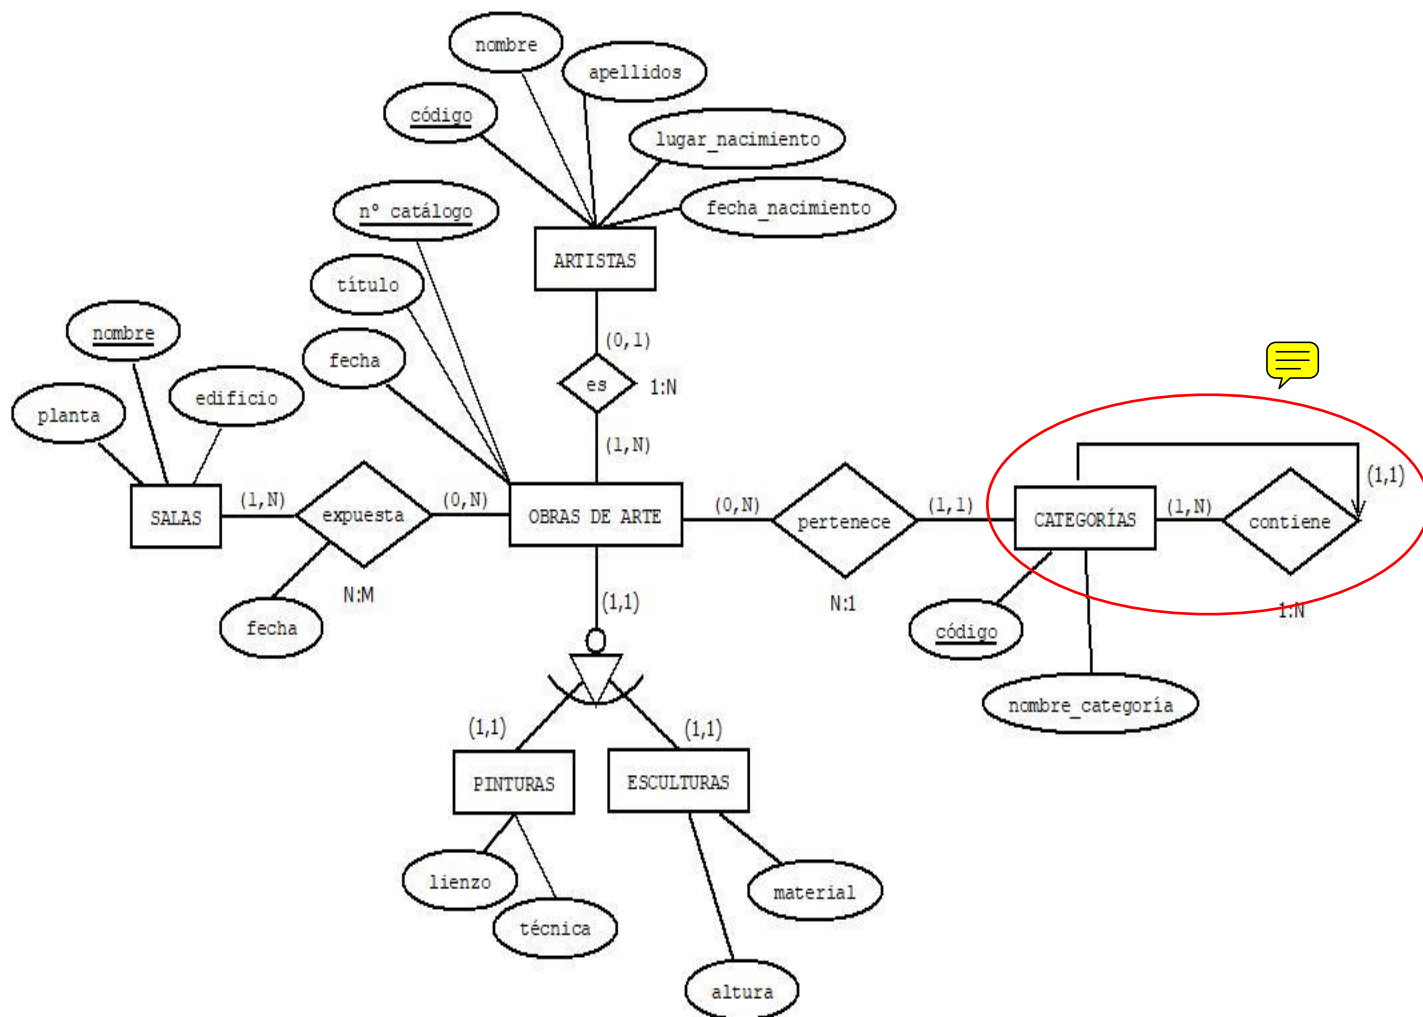 nombre
apellidos
código
lugar_nacimiento
fecha_nacimiento
nº catálogo
ARTISTAS
título
nombre
fecha
(0,1)
edificio
planta
es
1:N
(1,N)
(1,1)
SALAS
(1,N)
expuesta
(0,N)
OBRAS DE ARTE
(0,N)
pertenece
(1,1)
CATEGORÍAS
(1,N)
contiene
N:M
(1,1)
N:1
1:N
fecha
código
nombre_categoría
(1,1)
(1,1)
PINTURAS
ESCULTURAS
lienzo
material
técnica
altura